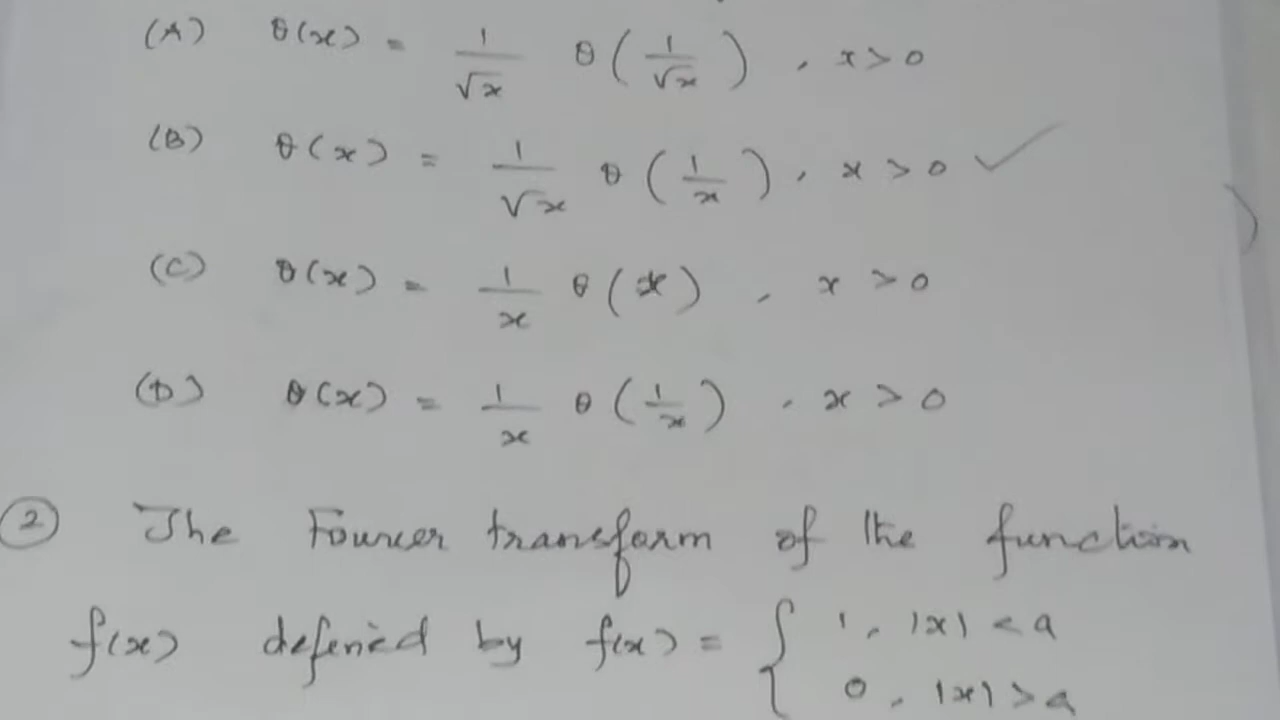 (A) θ(x) = 1/√x θ(1/√x), x > 0
(B) θ(x) = 1/√x θ(1/x), x > 0 ✓
(C) θ(x) = 1/x θ(x), x > 0
(D) θ(x) = 1/x θ(1/x), x > 0
② The Fourier transform of the function
f(x) defined by f(x) = { 1, |x| < a
0, |x| > a